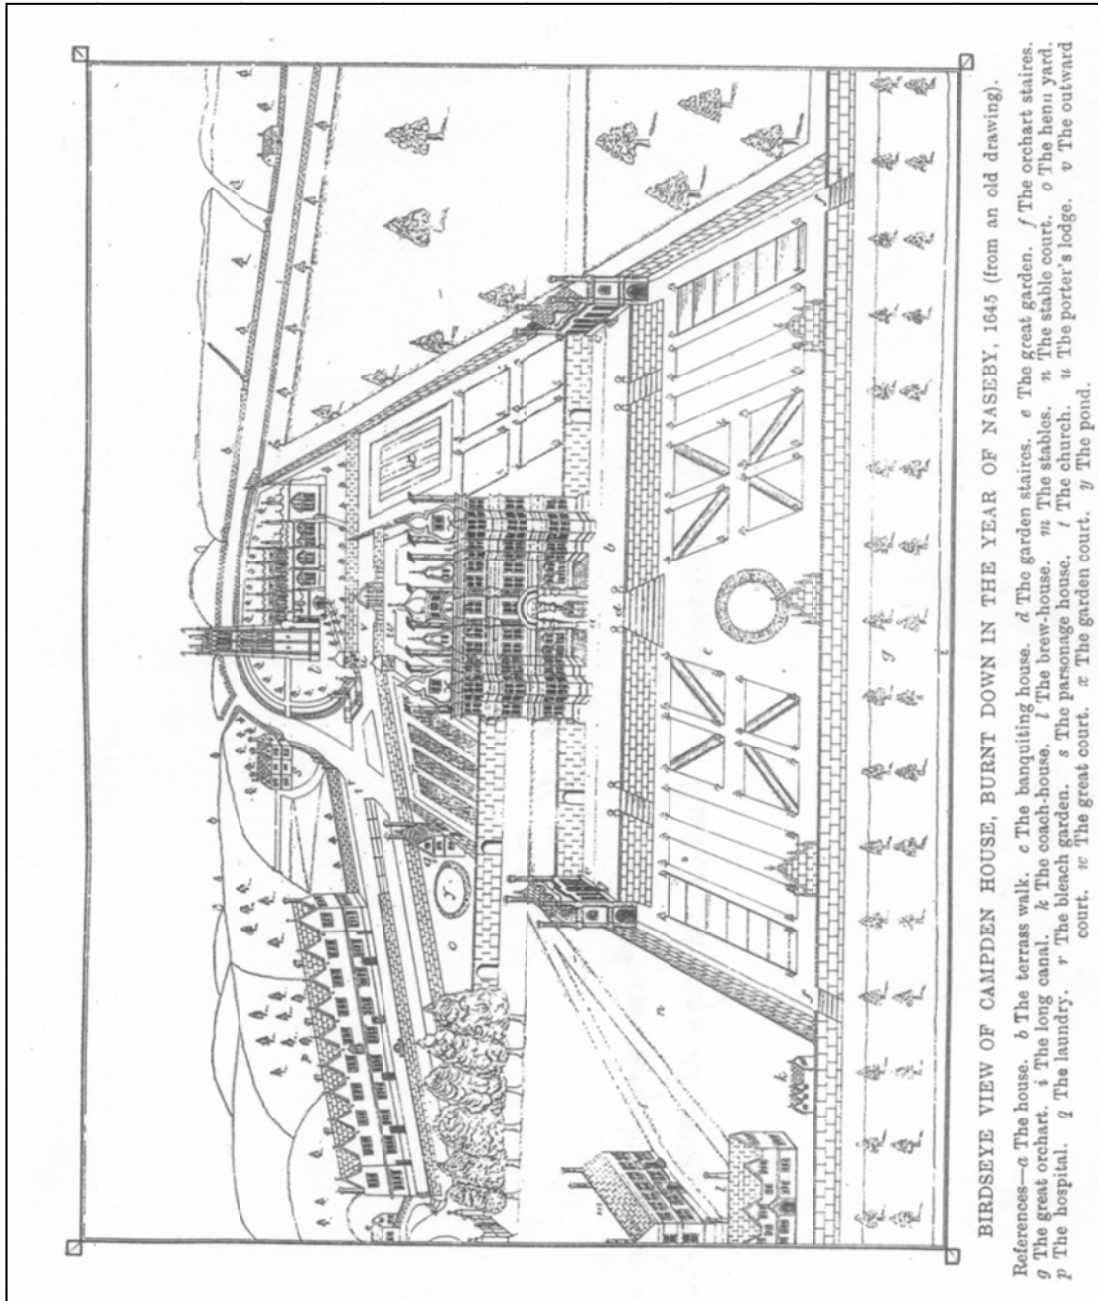 BIRDSEYE VIEW OF CAMPDEN HOUSE, BURNT DOWN IN THE YEAR OF NASEBY, 1645 (from an old drawing).
References—a The house. b The terrass walk. c The banquiting house. d The garden staires. e The great garden. f The orchart staires.
g The great orchart. i The long canal. k The coach-house. l The brew-house. m The stables. n The stable court. o The henn yard.
p The hospital. q The laundry. r The bleach garden. s The parsonage house. t The church. u The porter's lodge. v The outward
court. w The great court. x The garden court. y The pond.